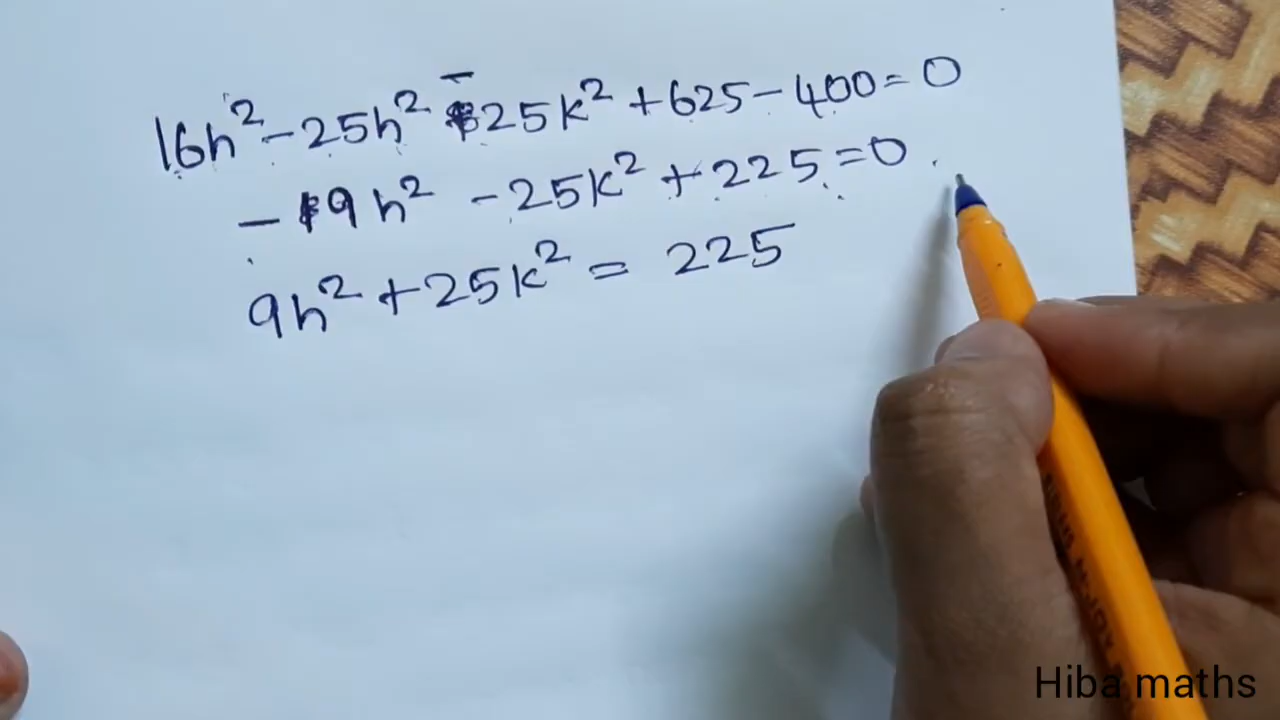 16h² - 25h² - 25k² + 625 - 400 = 0
- 9h² - 25k² + 225 = 0
9h² + 25k² = 225
Hiba maths